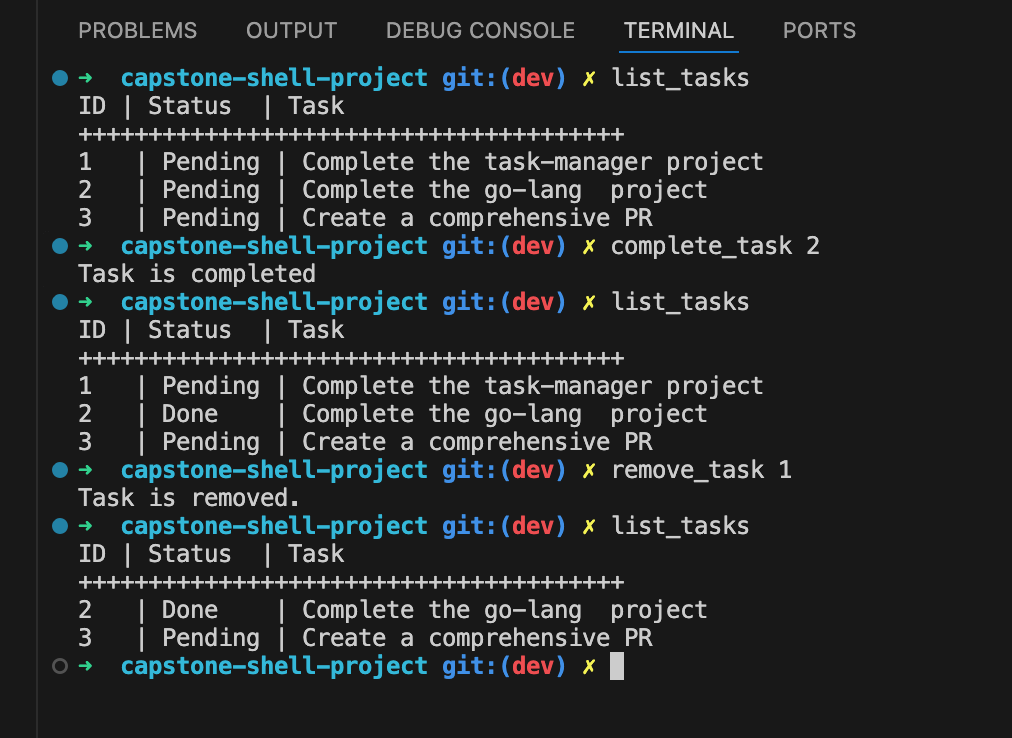 PROBLEMS OUTPUT DEBUG CONSOLE TERMINAL PORTS
➜ capstone-shell-project git:(dev) ✗ list_tasks
ID | Status  | Task
+++++++++++++++++++++++++++++++++++++++
1   | Pending | Complete the task-manager project
2   | Pending | Complete the go-lang  project
3   | Pending | Create a comprehensive PR
➜ capstone-shell-project git:(dev) ✗ complete_task 2
Task is completed
➜ capstone-shell-project git:(dev) ✗ list_tasks
ID | Status  | Task
+++++++++++++++++++++++++++++++++++++++
1   | Pending | Complete the task-manager project
2   | Done    | Complete the go-lang  project
3   | Pending | Create a comprehensive PR
➜ capstone-shell-project git:(dev) ✗ remove_task 1
Task is removed.
➜ capstone-shell-project git:(dev) ✗ list_tasks
ID | Status  | Task
+++++++++++++++++++++++++++++++++++++++
2   | Done    | Complete the go-lang  project
3   | Pending | Create a comprehensive PR
➜ capstone-shell-project git:(dev) ✗